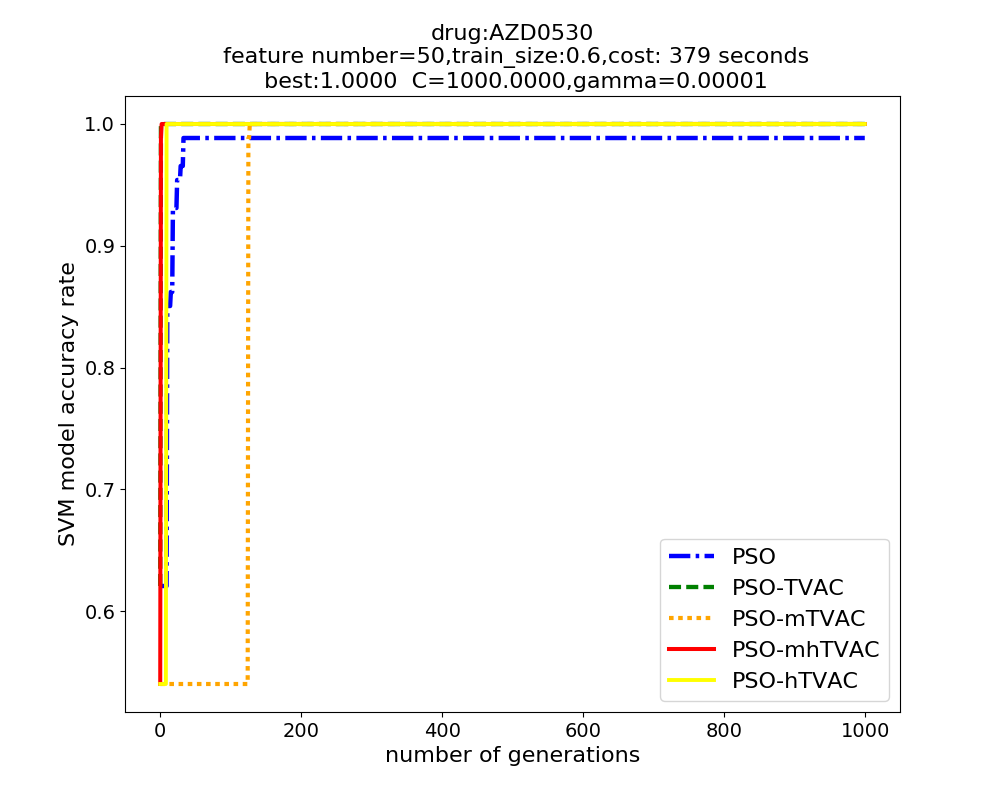 drug:AZD0530
feature number=50,train_size:0.6,cost: 379 seconds
best:1.0000  C=1000.0000,gamma=0.00001
1.0
0.9
0.8
0.7
0.6
SVM model accuracy rate
PSO
PSO-TVAC
PSO-mTVAC
PSO-mhTVAC
PSO-hTVAC
0 200 400 600 800 1000
number of generations